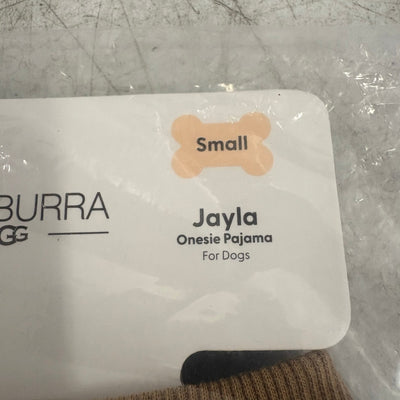 Small
BURRA
GG
Jayla
Onesie Pajama
For Dogs